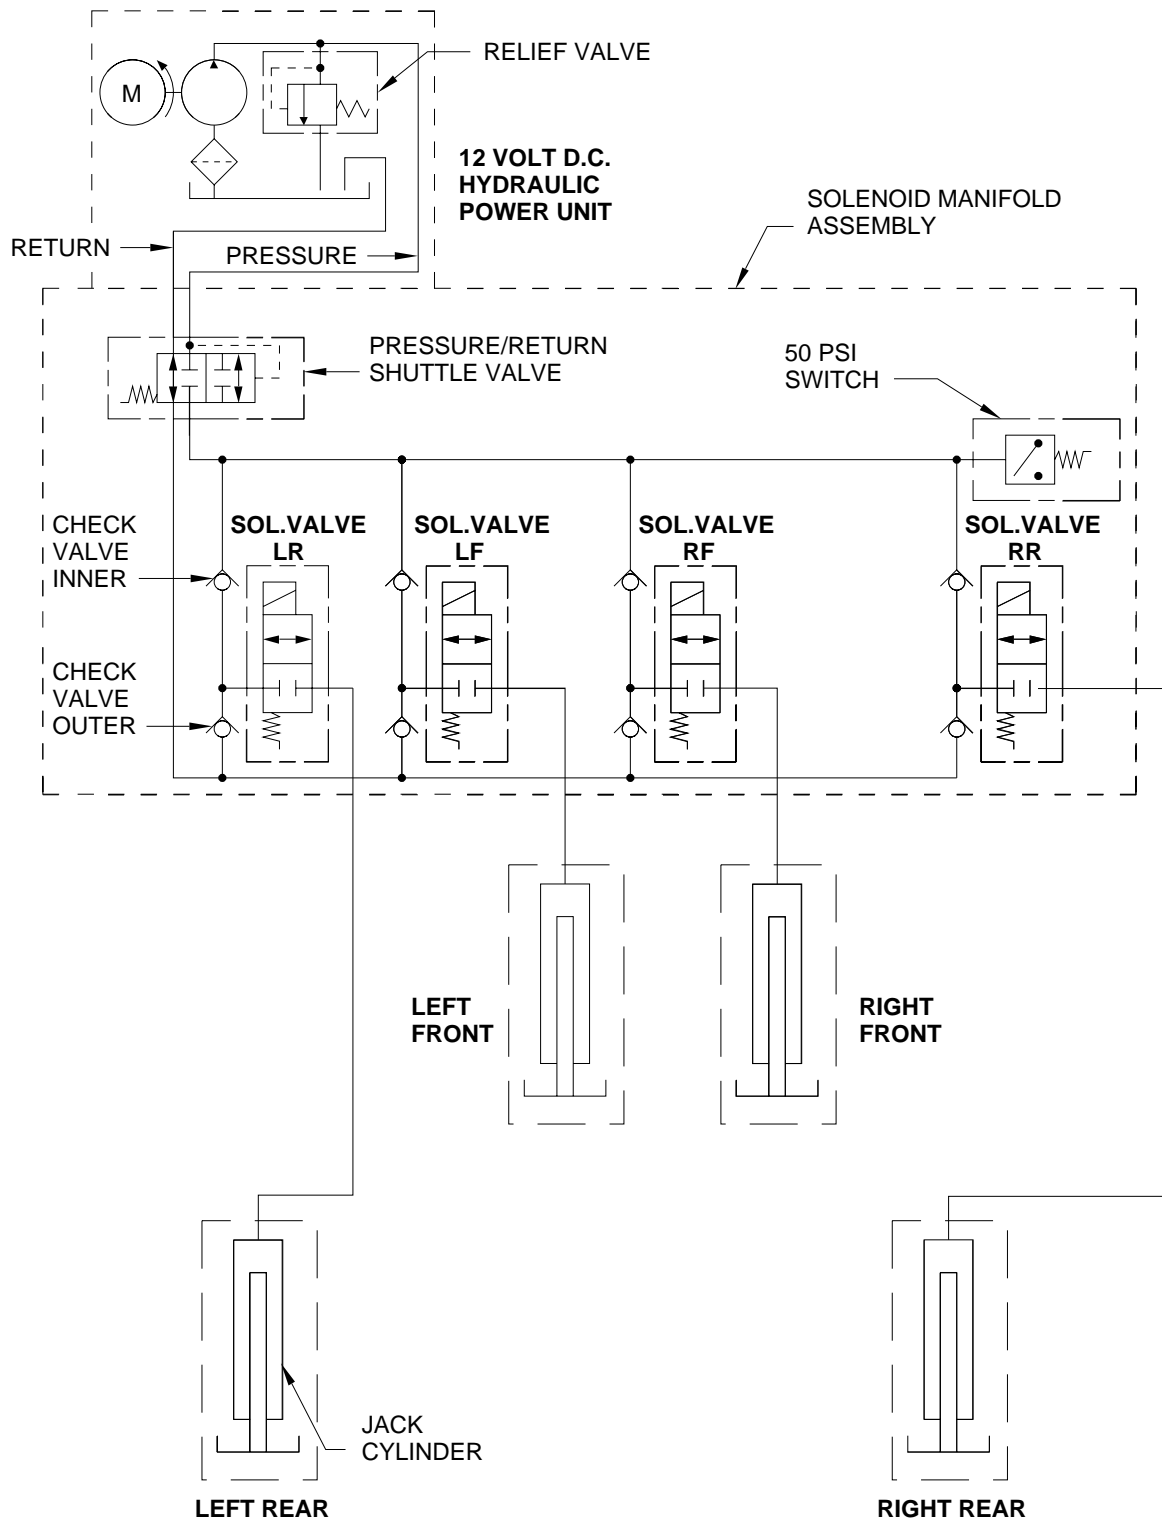 RELIEF VALVE
M
12 VOLT D.C.
HYDRAULIC
POWER UNIT
SOLENOID MANIFOLD
ASSEMBLY
RETURN
PRESSURE
PRESSURE/RETURN
SHUTTLE VALVE
50 PSI
SWITCH
CHECK
VALVE
INNER
SOL.VALVE
LR
SOL.VALVE
LF
SOL.VALVE
RF
SOL.VALVE
RR
CHECK
VALVE
OUTER
LEFT
FRONT
RIGHT
FRONT
JACK
CYLINDER
LEFT REAR
RIGHT REAR